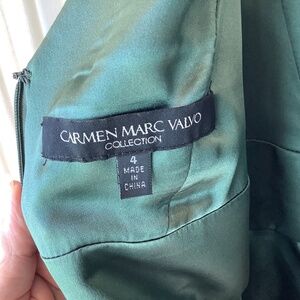 CARMEN MARC VALVO
COLLECTION
4
MADE
IN
CHINA